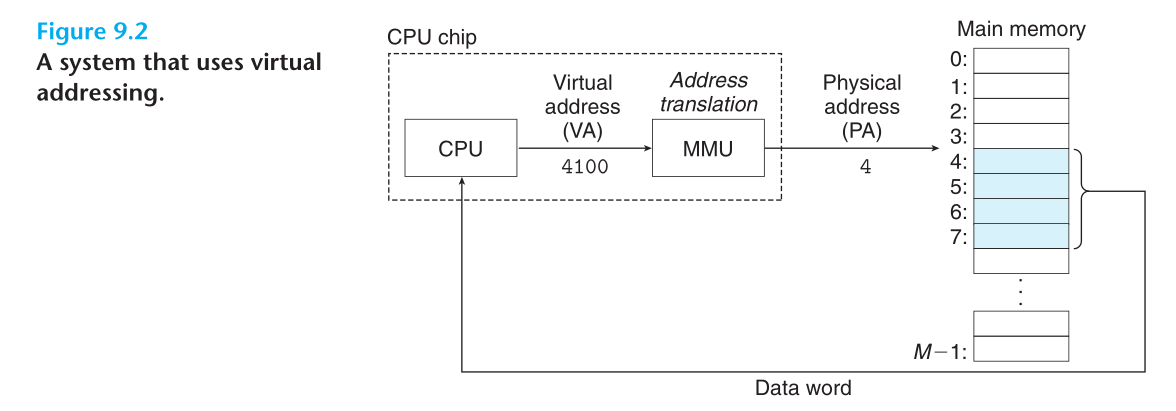 Figure 9.2
A system that uses virtual
addressing.
CPU chip
Virtual
address
(VA)
4100
Address
translation
CPU
MMU
Physical
address
(PA)
4
Main memory
0:
1:
2:
3:
4:
5:
6:
7:
M−1:
Data word